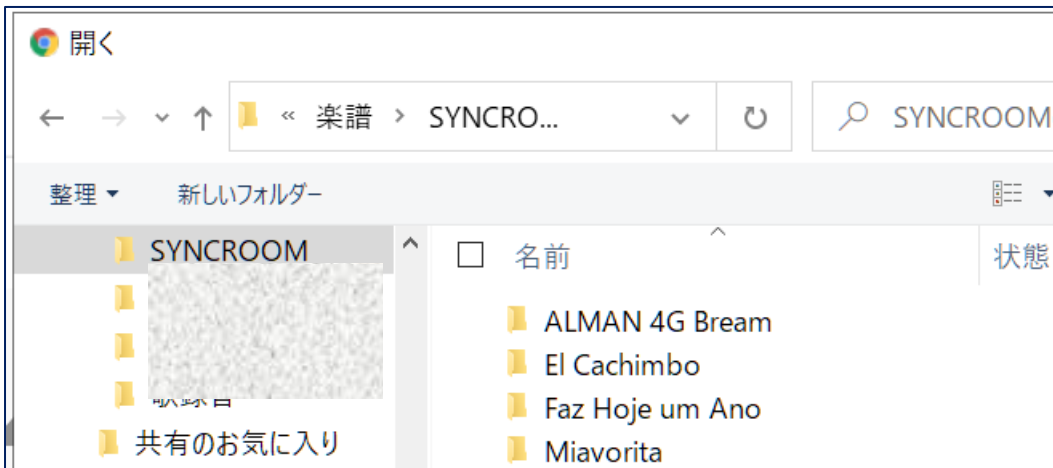 開く
« 楽譜 › SYNCRO...
SYNCROOM
整理 新しいフォルダー
SYNCROOM
共有のお気に入り
名前 状態
ALMAN 4G Bream
El Cachimbo
Faz Hoje um Ano
Miavorita